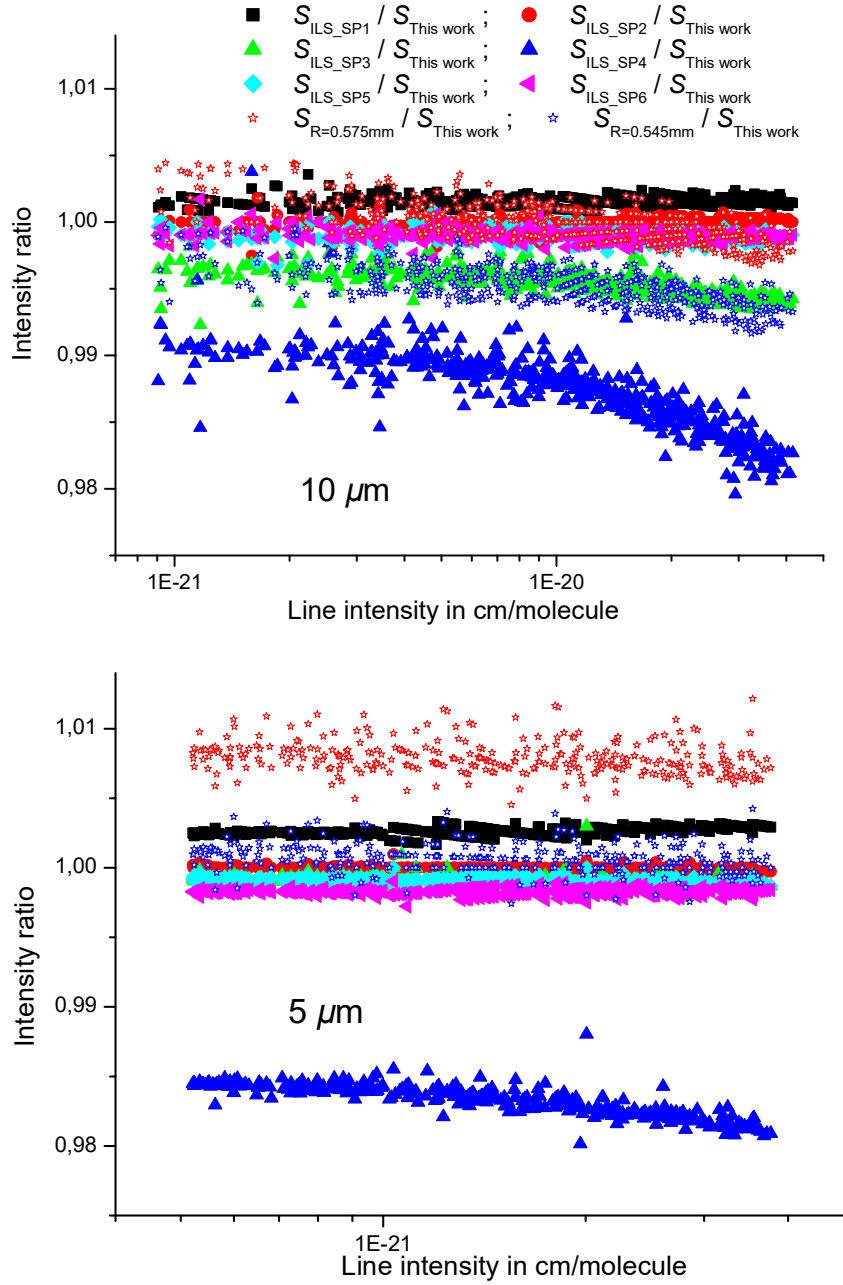 S_ILS_SP1 / S_This work ; S_ILS_SP2 / S_This work
S_ILS_SP3 / S_This work ; S_ILS_SP4 / S_This work
S_ILS_SP5 / S_This work ; S_ILS_SP6 / S_This work
S_R=0.575mm / S_This work ; S_R=0.545mm / S_This work
1,01
1,00
0,99
0,98
Intensity ratio
10 µm
1E-21 1E-20
Line intensity in cm/molecule
1,01
1,00
0,99
0,98
Intensity ratio
5 µm
1E-21
Line intensity in cm/molecule